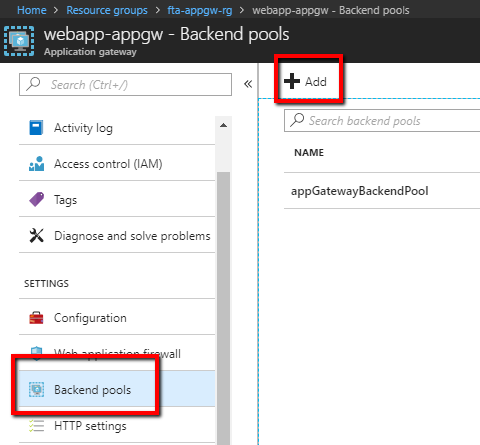 Home > Resource groups > fta-appgw-rg > webapp-appgw - Backend pools
webapp-appgw - Backend pools
Application gateway
Search (Ctrl+/)
«
Activity log
Access control (IAM)
Tags
Diagnose and solve problems
SETTINGS
Configuration
Web application firewall
Backend pools
HTTP settings
Add
Search backend pools
NAME
appGatewayBackendPool